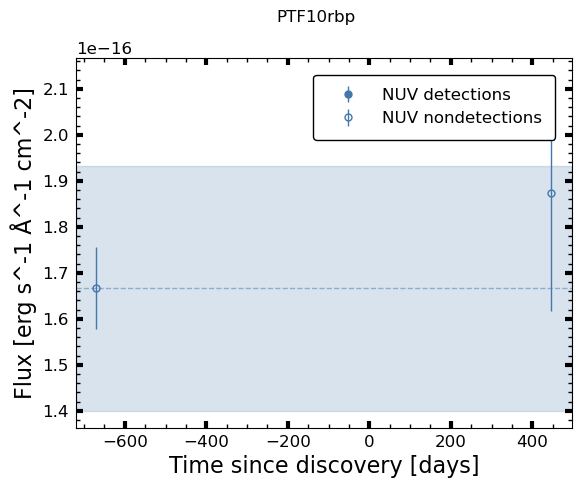 PTF10rbp
1e−16
2.1
2.0
1.9
1.8
1.7
1.6
1.5
1.4
Flux [erg s^-1 Å^-1 cm^-2]
NUV detections
NUV nondetections
−600 −400 −200 0 200 400
Time since discovery [days]